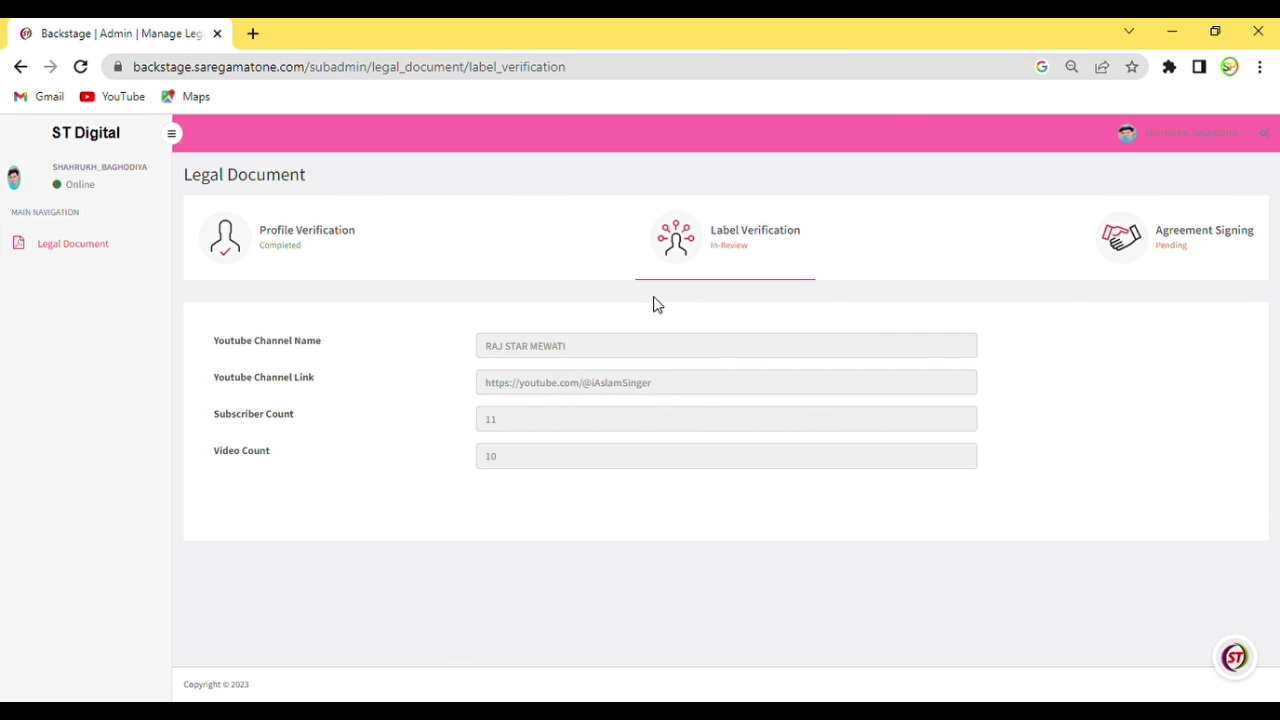 Backstage | Admin | Manage Leg
backstage.saregamatone.com/subadmin/legal_document/label_verification
Gmail YouTube Maps
ST Digital
SHAHRUKH_BAGHODIYA
SHAHRUKH_BAGHODIYA
Online
MAIN NAVIGATION
Legal Document
Legal Document
Profile Verification
Completed
Label Verification
In-Review
Agreement Signing
Pending
Youtube Channel Name RAJ STAR MEWATI
Youtube Channel Link https://youtube.com/@iAslamSinger
Subscriber Count 11
Video Count 10
ST
Copyright © 2023